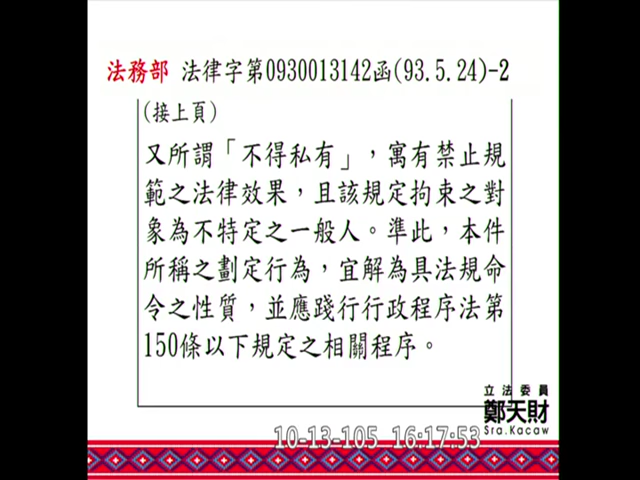 法務部 法律字第0930013142函(93.5.24)-2
(接上頁)
又所謂「不得私有」，寓有禁止規
範之法律效果，且該規定拘束之對
象為不特定之一般人。準此，本件
所稱之劃定行為，宜解為具法規命
令之性質，並應踐行行政程序法第
150條以下規定之相關程序。
立法委員
鄭天財
Sra.Kacaw
10-13-105 16:17:53